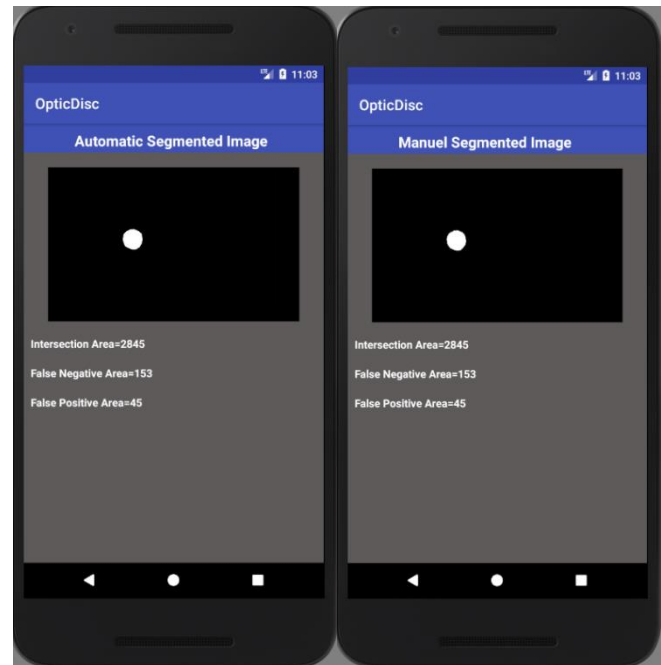 11:03
OpticDisc
Automatic Segmented Image
Intersection Area=2845
False Negative Area=153
False Positive Area=45
11:03
OpticDisc
Manuel Segmented Image
Intersection Area=2845
False Negative Area=153
False Positive Area=45